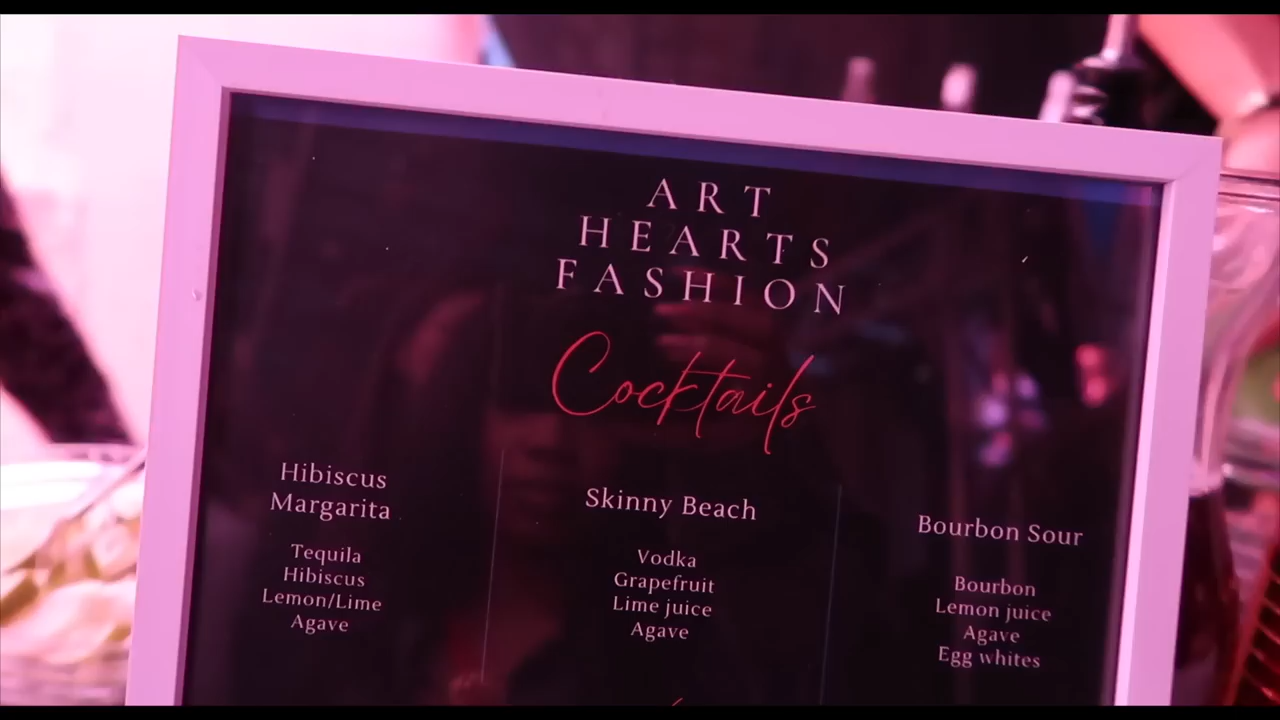 ART
HEARTS
FASHION
Cocktails
Hibiscus
Margarita
Tequila
Hibiscus
Lemon/Lime
Agave
Skinny Beach
Vodka
Grapefruit
Lime juice
Agave
Bourbon Sour
Bourbon
Lemon juice
Agave
Egg whites